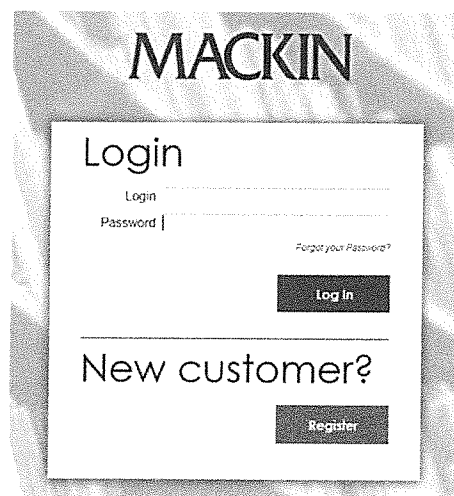 MACKIN
Login
Login
Password
Forgot your Password?
Log In
New customer?
Register